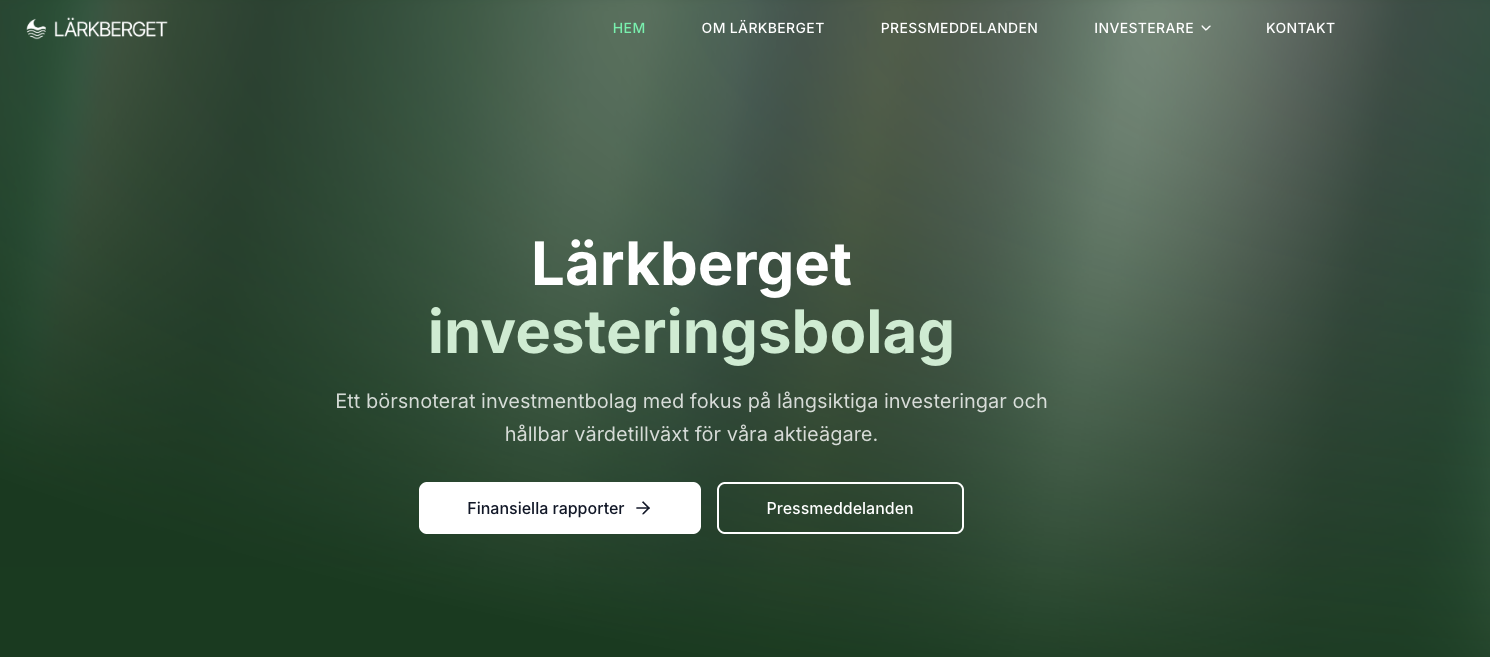 LÄRKBERGET
HEM
OM LÄRKBERGET
PRESSMEDDELANDEN
INVESTERARE
KONTAKT
Lärkberget
investeringsbolag
Ett börsnoterat investmentbolag med fokus på långsiktiga investeringar och
hållbar värdetillväxt för våra aktieägare.
Finansiella rapporter
Pressmeddelanden